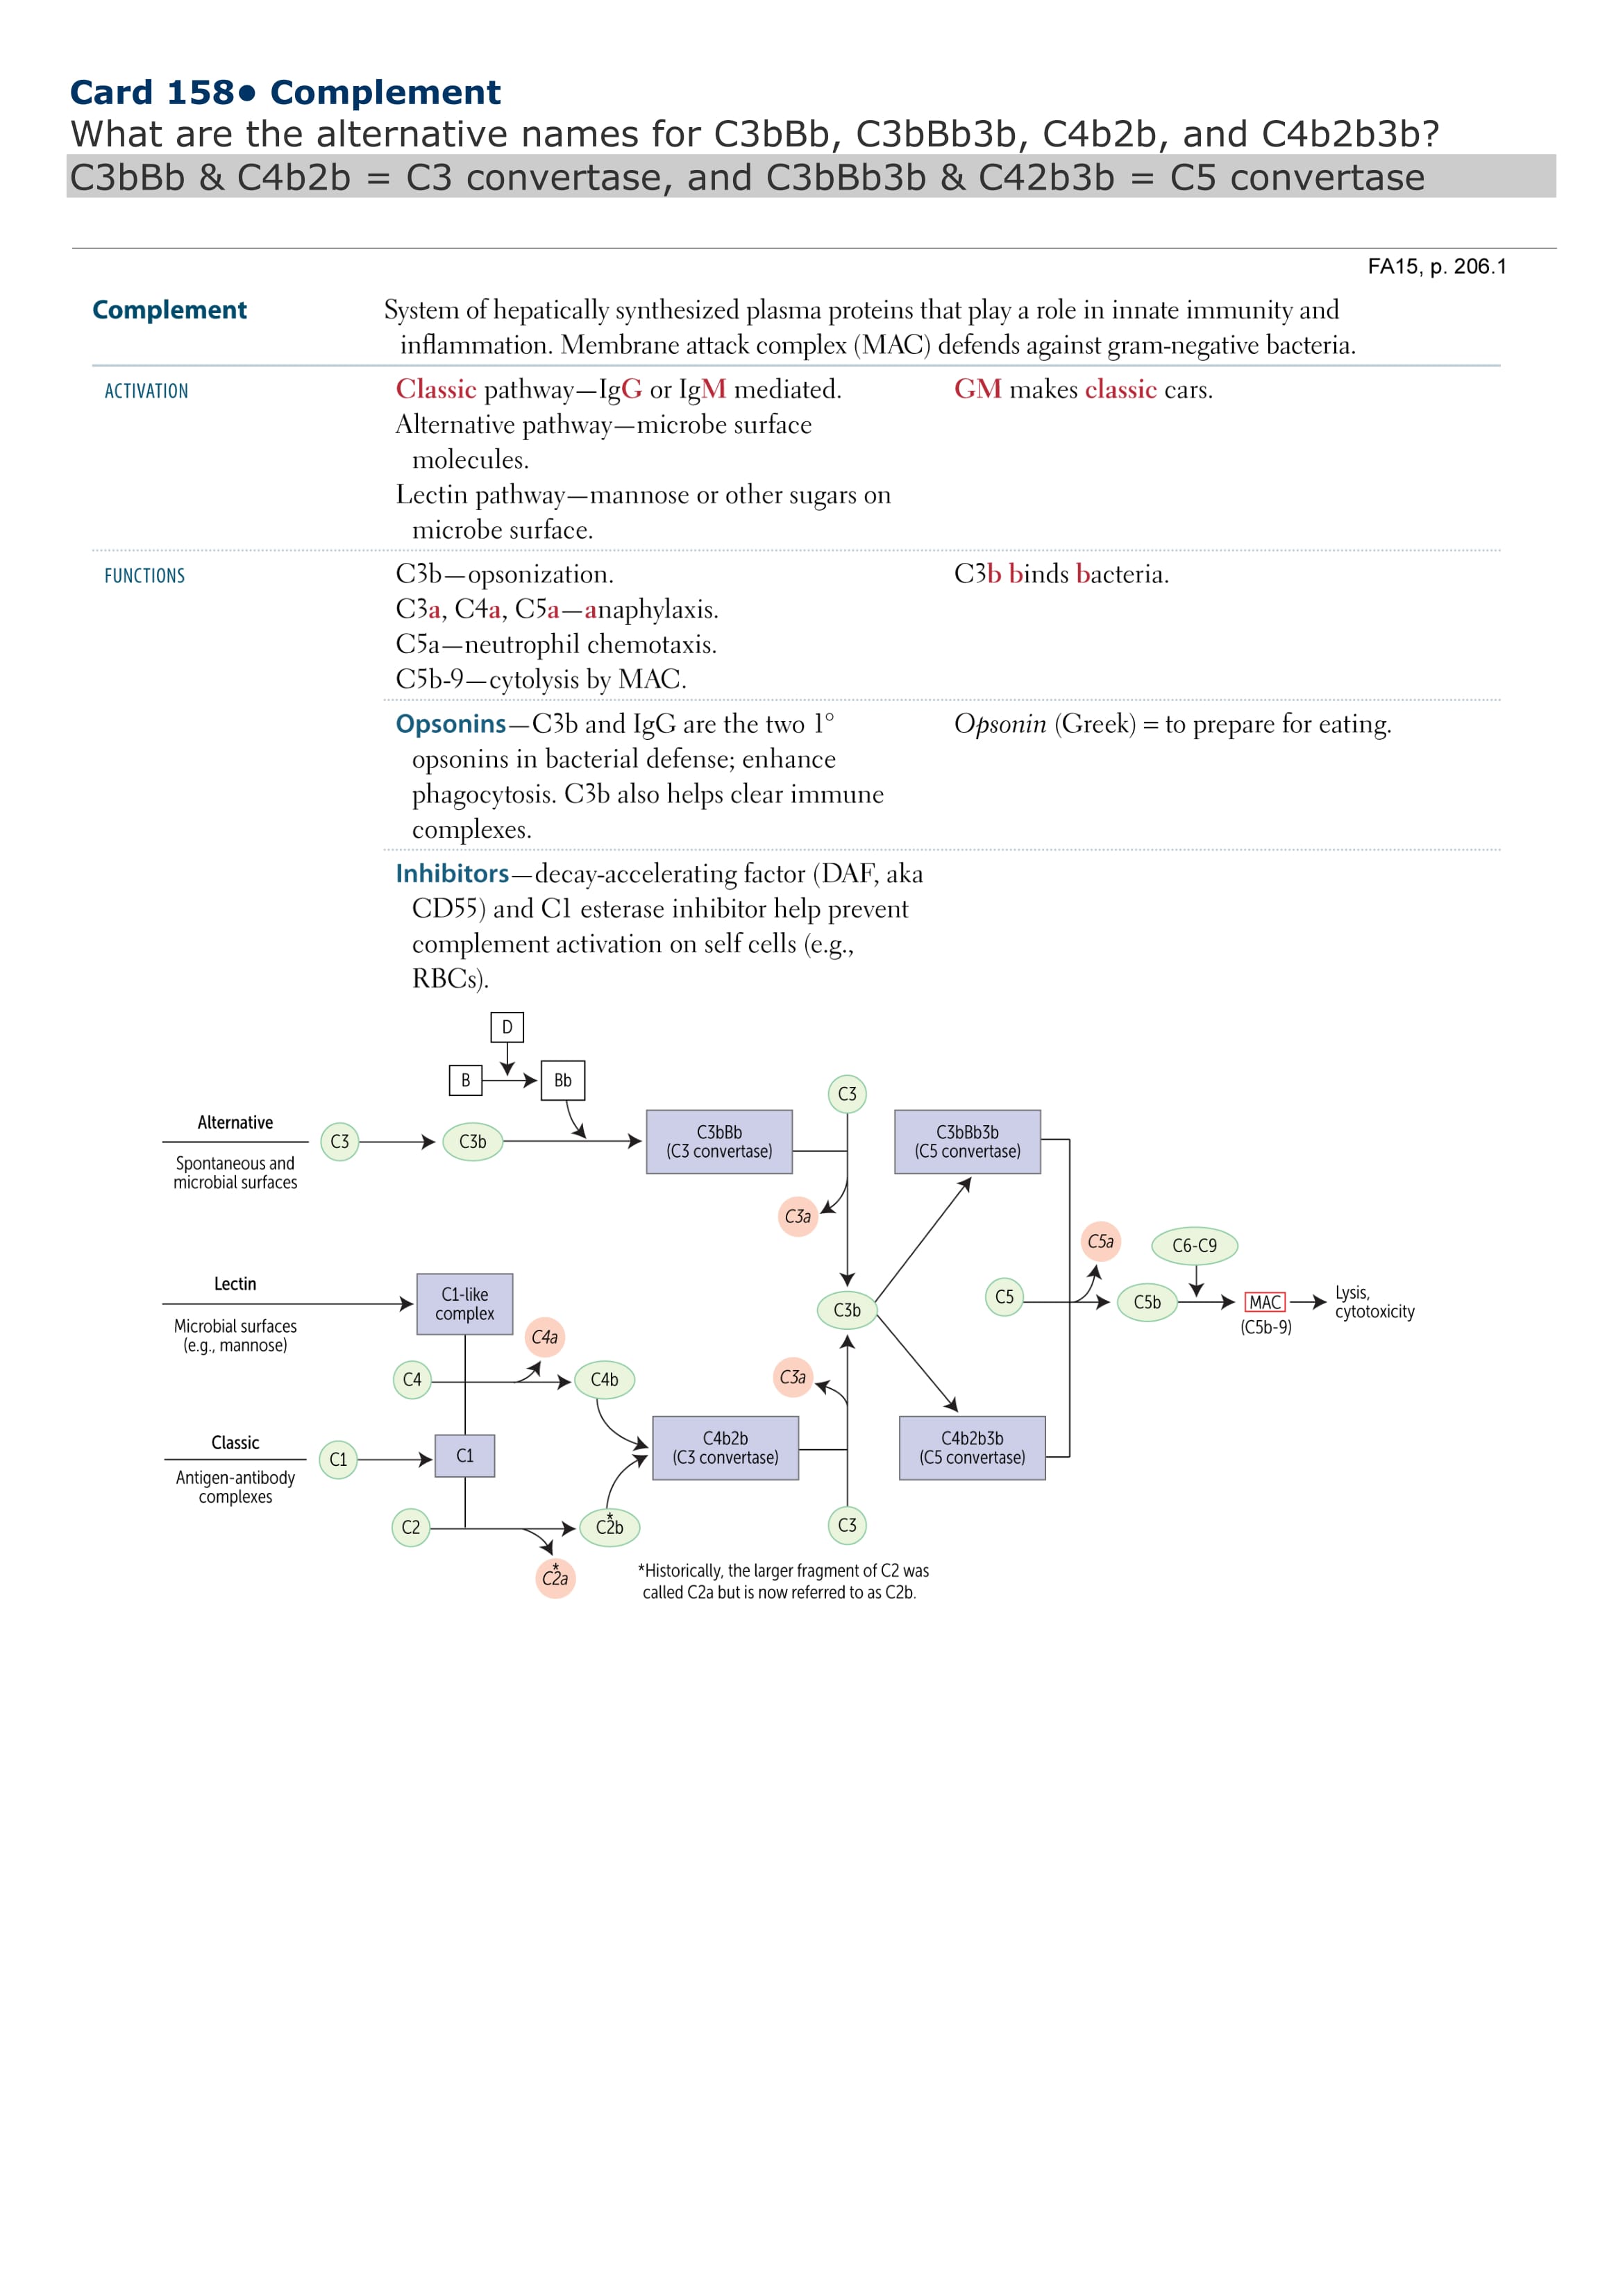 Card 158• Complement
What are the alternative names for C3bBb, C3bBb3b, C4b2b, and C4b2b3b?
C3bBb & C4b2b = C3 convertase, and C3bBb3b & C42b3b = C5 convertase
FA15, p. 206.1
Complement
System of hepatically synthesized plasma proteins that play a role in innate immunity and
inflammation. Membrane attack complex (MAC) defends against gram-negative bacteria.
ACTIVATION
Classic pathway—IgG or IgM mediated.
Alternative pathway—microbe surface
molecules.
Lectin pathway—mannose or other sugars on
microbe surface.
GM makes classic cars.
FUNCTIONS
C3b—opsonization.
C3a, C4a, C5a—anaphylaxis.
C5a—neutrophil chemotaxis.
C5b-9—cytolysis by MAC.
C3b binds bacteria.
Opsonins—C3b and IgG are the two 1°
opsonins in bacterial defense; enhance
phagocytosis. C3b also helps clear immune
complexes.
Opsonin (Greek) = to prepare for eating.
Inhibitors—decay-accelerating factor (DAF, aka
CD55) and C1 esterase inhibitor help prevent
complement activation on self cells (e.g.,
RBCs).
D
B
Bb
Alternative
Spontaneous and
microbial surfaces
C3
C3b
C3bBb
(C3 convertase)
C3
C3a
C3bBb3b
(C5 convertase)
Lectin
Microbial surfaces
(e.g., mannose)
C1-like
complex
C4
C4a
C4b
C3b
C3a
C5
C5a
C5b
C6-C9
MAC
(C5b-9)
Lysis,
cytotoxicity
Classic
Antigen-antibody
complexes
C1
C1
C4b2b
(C3 convertase)
C4b2b3b
(C5 convertase)
C2
C2b*
C2a*
C3
*Historically, the larger fragment of C2 was
called C2a but is now referred to as C2b.